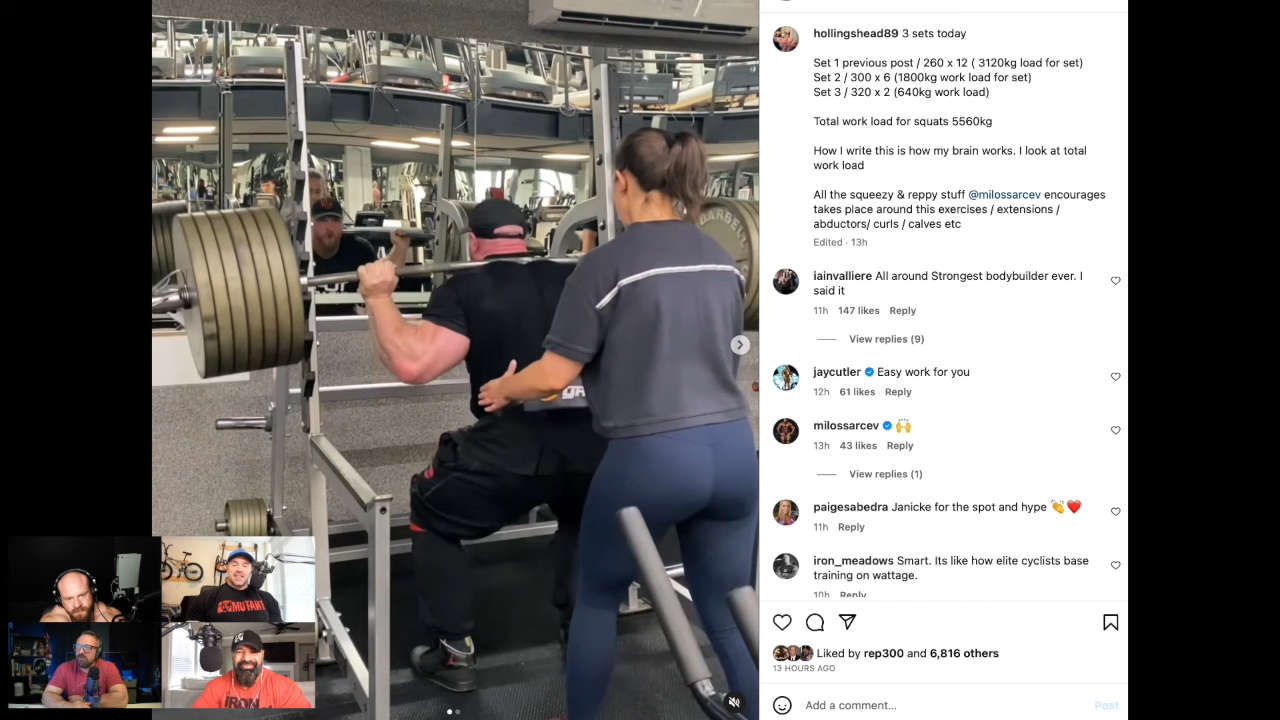 hollingshead89 3 sets today
Set 1 previous post / 260 x 12 ( 3120kg load for set)
Set 2 / 300 x 6 (1800kg work load for set)
Set 3 / 320 x 2 (640kg work load)
Total work load for squats 5560kg
How I write this is how my brain works. I look at total
work load
All the squeezy & reppy stuff @milossarcev encourages
takes place around this exercises / extensions /
abductors/ curls / calves etc
Edited · 13h
iainvalliere All around Strongest bodybuilder ever. I
said it
11h 147 likes Reply
View replies (9)
jaycutler Easy work for you
12h 61 likes Reply
milossarcev 🙌
13h 43 likes Reply
View replies (1)
paigesabedra Janicke for the spot and hype 👏❤️
11h Reply
iron_meadows Smart. Its like how elite cyclists base
training on wattage.
10h Reply
Liked by rep300 and 6,816 others
13 HOURS AGO
Add a comment... Post
BARBELL
MUTANT
IRON